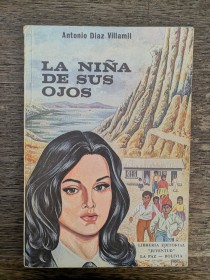 Antonio Díaz Villamil
LA NIÑA
DE SUS
OJOS
LIBRERIA EDITORIAL
"JUVENTUD"
LA PAZ — BOLIVIA